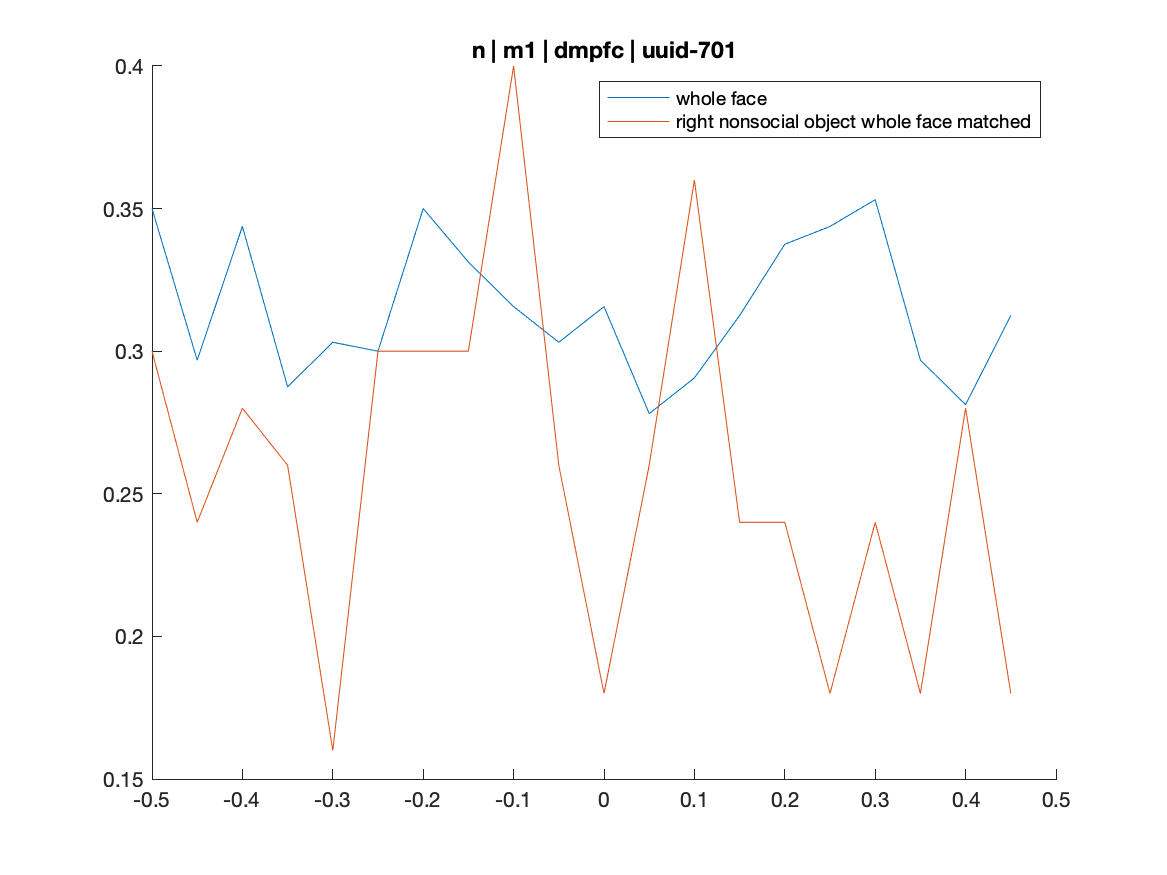 n | m1 | dmpfc | uuid-701
whole face
right nonsocial object whole face matched
0.4
0.35
0.3
0.25
0.2
0.15
-0.5 -0.4 -0.3 -0.2 -0.1 0 0.1 0.2 0.3 0.4 0.5